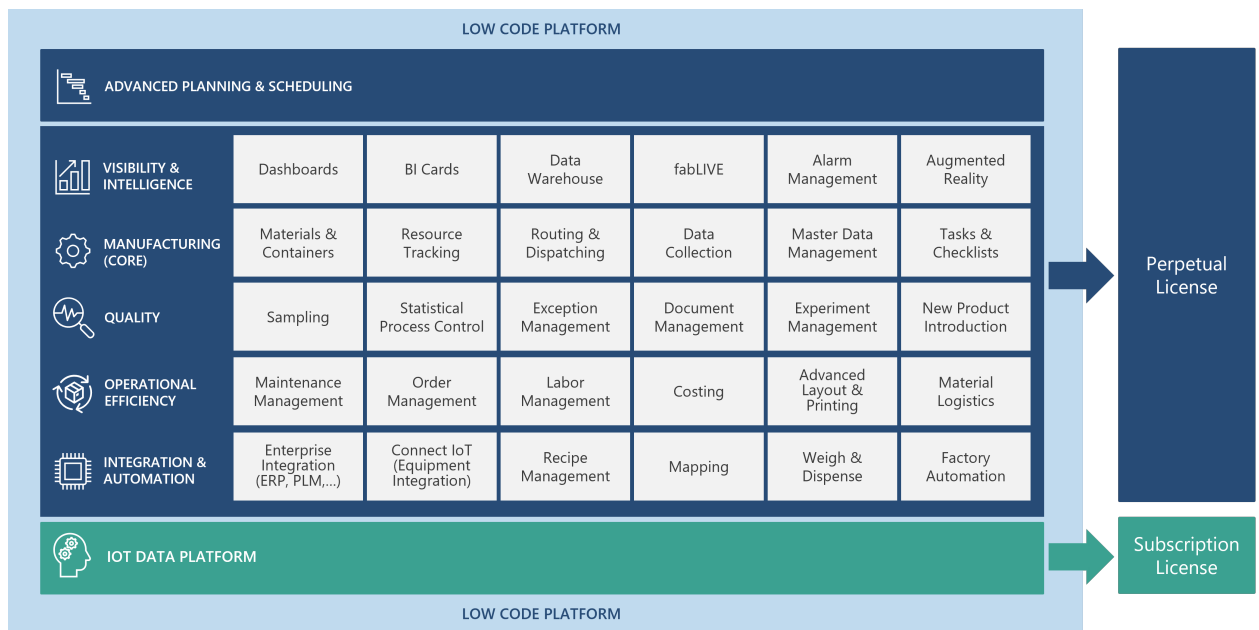 LOW CODE PLATFORM
ADVANCED PLANNING & SCHEDULING
VISIBILITY &
INTELLIGENCE
Dashboards
BI Cards
Data
Warehouse
fabLIVE
Alarm
Management
Augmented
Reality
MANUFACTURING
(CORE)
Materials &
Containers
Resource
Tracking
Routing &
Dispatching
Data
Collection
Master Data
Management
Tasks &
Checklists
QUALITY
Sampling
Statistical
Process Control
Exception
Management
Document
Management
Experiment
Management
New Product
Introduction
OPERATIONAL
EFFICIENCY
Maintenance
Management
Order
Management
Labor
Management
Costing
Advanced
Layout &
Printing
Material
Logistics
INTEGRATION &
AUTOMATION
Enterprise
Integration
(ERP, PLM,...)
Connect IoT
(Equipment
Integration)
Recipe
Management
Mapping
Weigh &
Dispense
Factory
Automation
Perpetual
License
IOT DATA PLATFORM
Subscription
License
LOW CODE PLATFORM